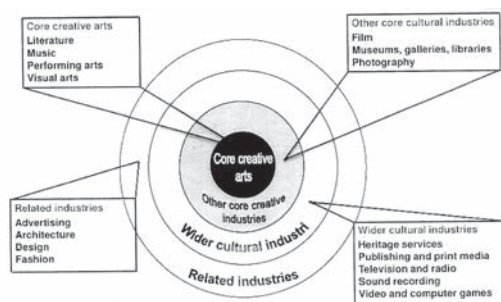 Core creative arts
Literature
Music
Performing arts
Visual arts
Other core cultural industries
Film
Museums, galleries, libraries
Photography
Core creative
arts
Other core creative
industries
Wider cultural industri
Related industries
Related industries
Advertising
Architecture
Design
Fashion
Wider cultural industries
Heritage services
Publishing and print media
Television and radio
Sound recording
Video and computer games